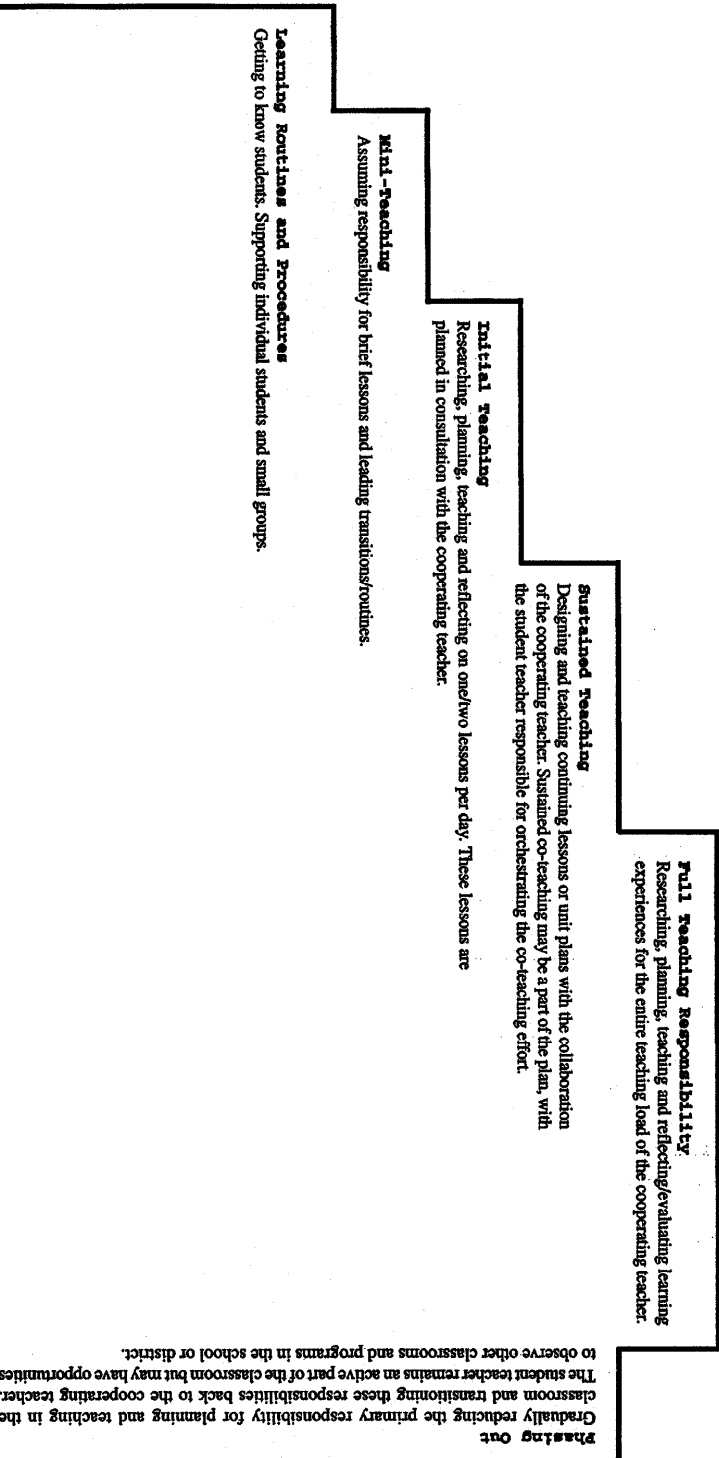 Learning Routines and Procedures
Getting to know students. Supporting individual students and small groups.
Mini-Teaching
Assuming responsibility for brief lessons and leading transitions/routines.
Initial Teaching
Researching, planning, teaching and reflecting on one/two lessons per day. These lessons are
planned in consultation with the cooperating teacher.
Sustained Teaching
Designing and teaching continuing lessons or unit plans with the collaboration
of the cooperating teacher. Sustained co-teaching may be a part of the plan, with
the student teacher responsible for orchestrating the co-teaching effort.
Full Teaching Responsibility
Researching, planning, teaching and reflecting/evaluating learning
experiences for the entire teaching load of the cooperating teacher.
Phasing Out
Gradually reducing the primary responsibility for planning and teaching in the
classroom and transitioning these responsibilities back to the cooperating teacher.
The student teacher remains an active part of the classroom but may have opportunities
to observe other classrooms and programs in the school or district.